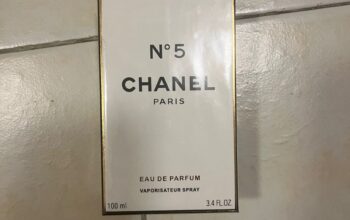 N°5
CHANEL
PARIS
EAU DE PARFUM
VAPORISATEUR SPRAY
100 ml 3.4 FL.OZ.